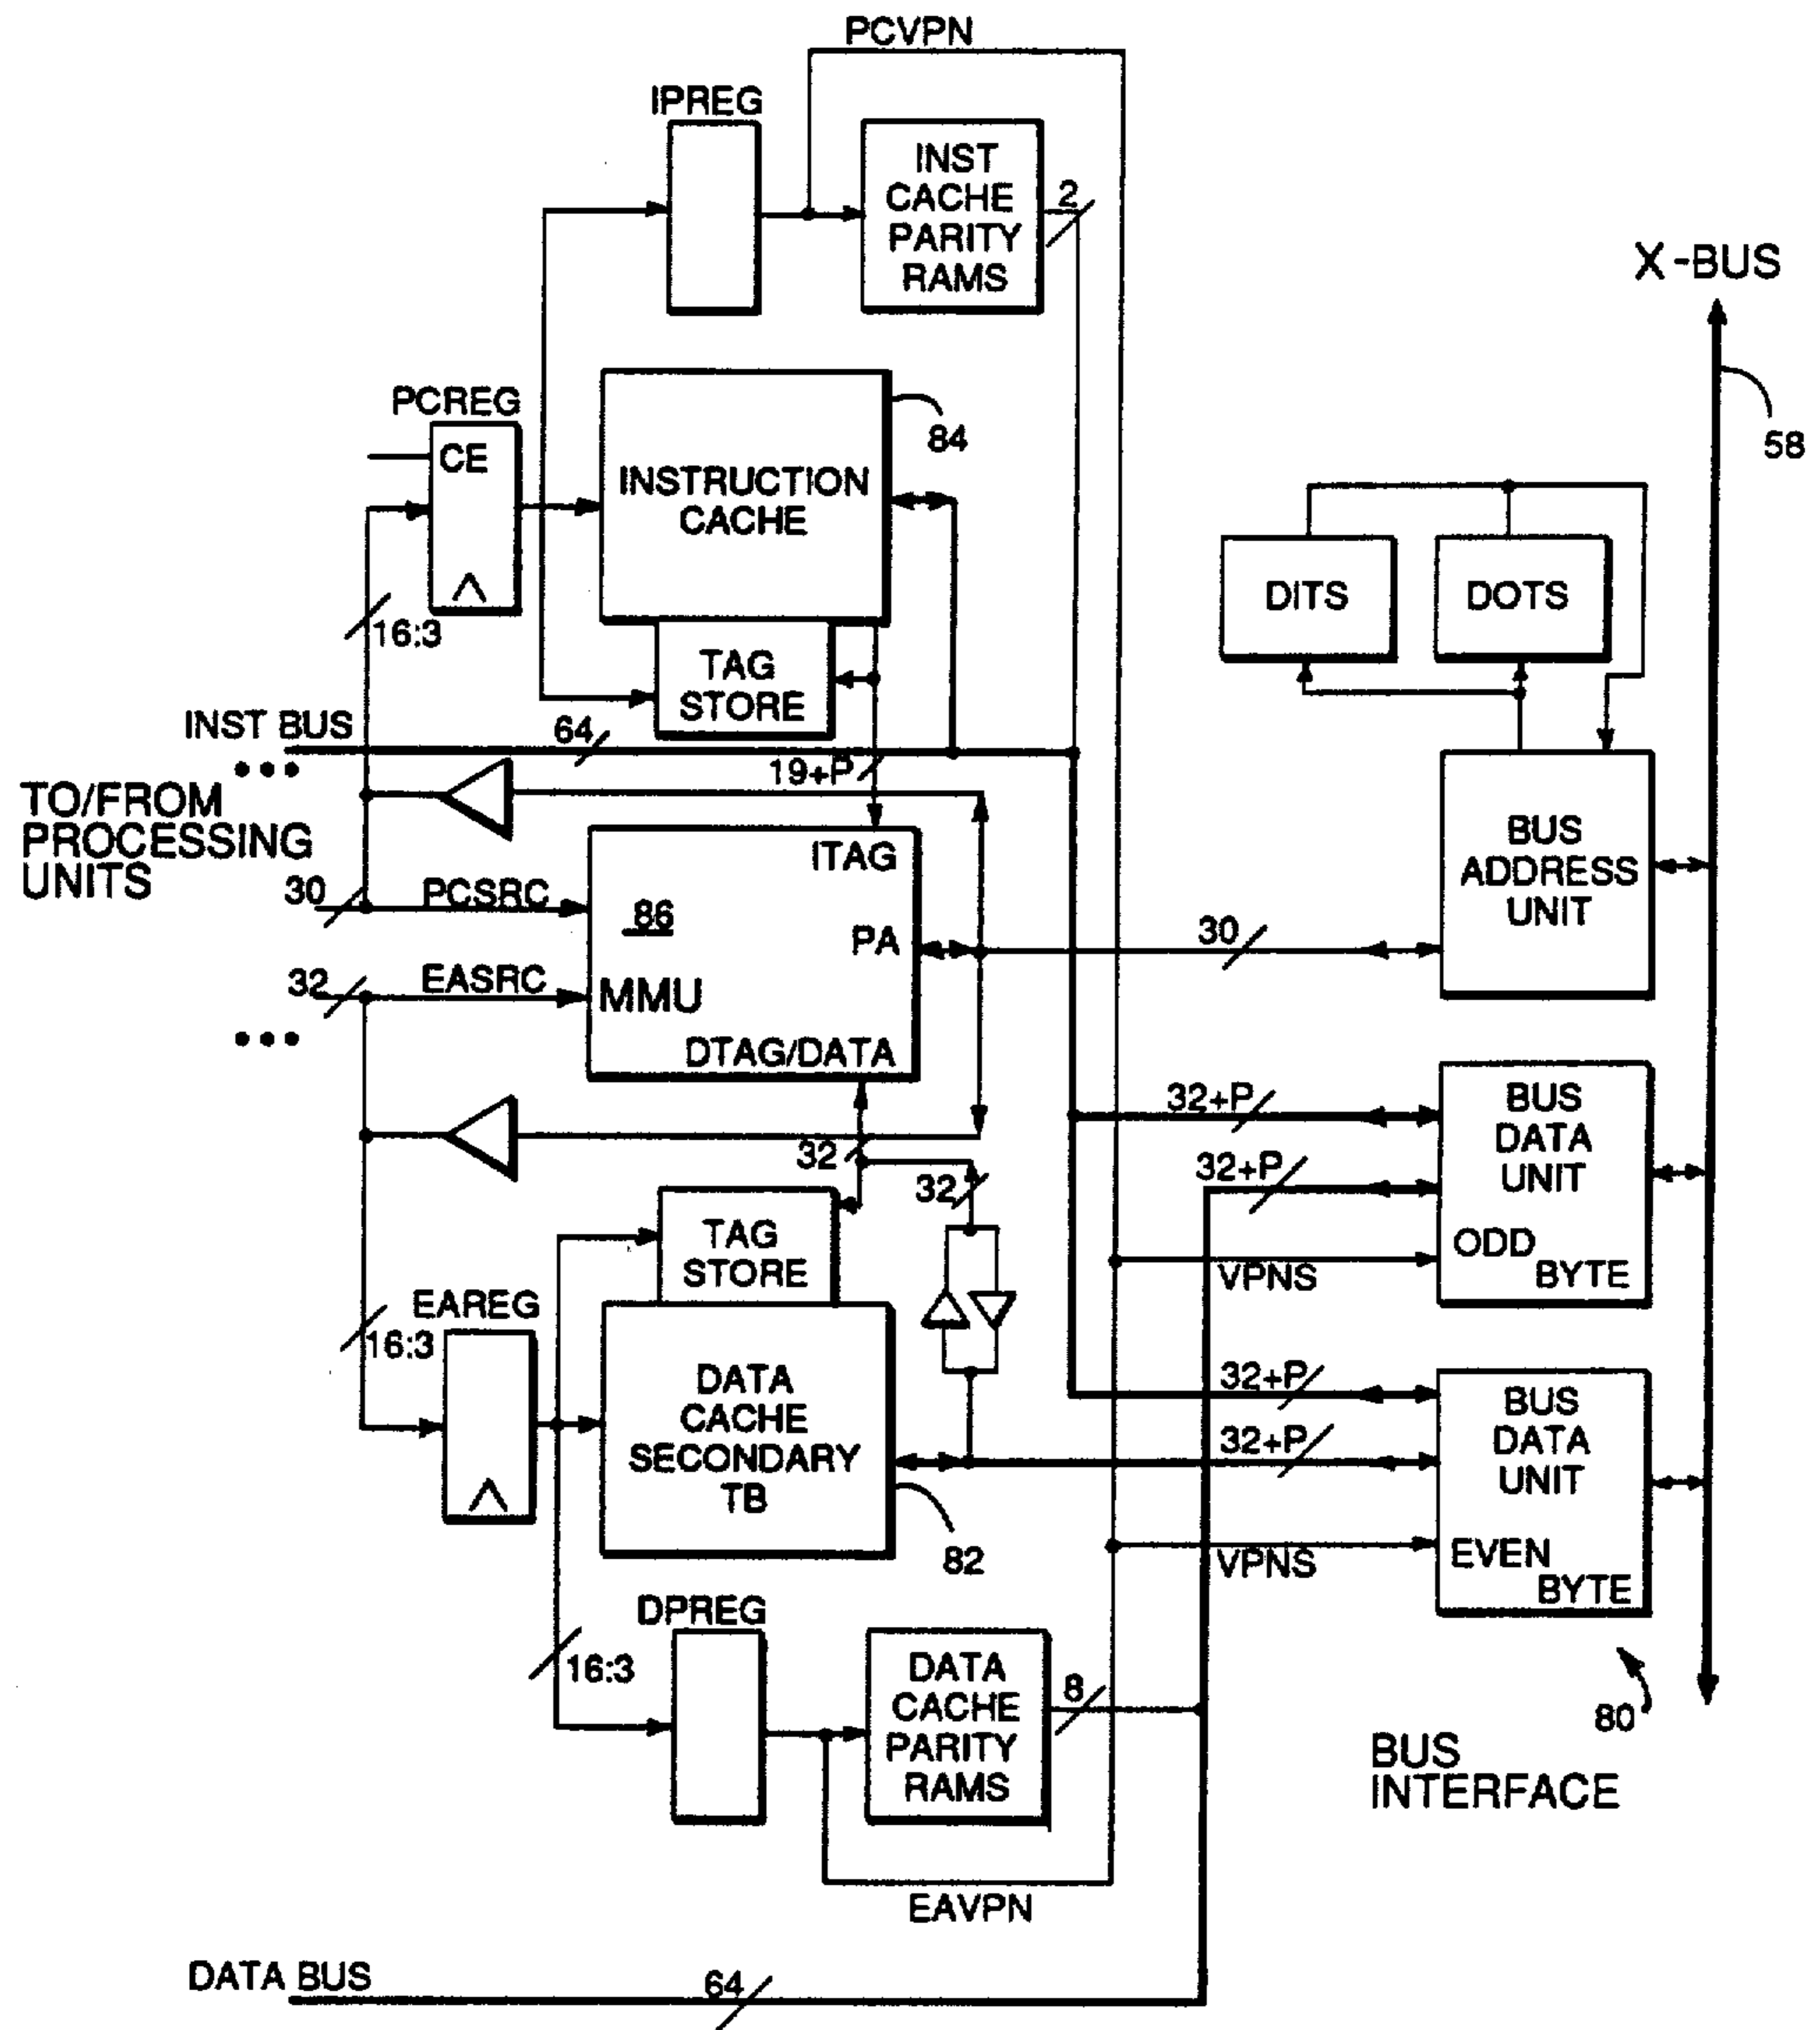 PCVPN
IPREG
INST
CACHE
PARITY
RAMS
2
X-BUS
58
PCREG
CE
INSTRUCTION
CACHE
84
16:3
TAG
STORE
DITS
DOTS
INST BUS
64
19+P
TO/FROM
PROCESSING
UNITS
30
PCSRC
ITAG
86
PA
MMU
DTAG/DATA
32
EASRC
30
BUS
ADDRESS
UNIT
32
32
32+P
32+P
BUS
DATA
UNIT
ODD
BYTE
VPNS
TAG
STORE
EAREG
16:3
DATA
CACHE
SECONDARY
TB
82
32+P
32+P
BUS
DATA
UNIT
EVEN
BYTE
VPNS
DPREG
16:3
DATA
CACHE
PARITY
RAMS
8
80
BUS
INTERFACE
EAVPN
DATA BUS
64